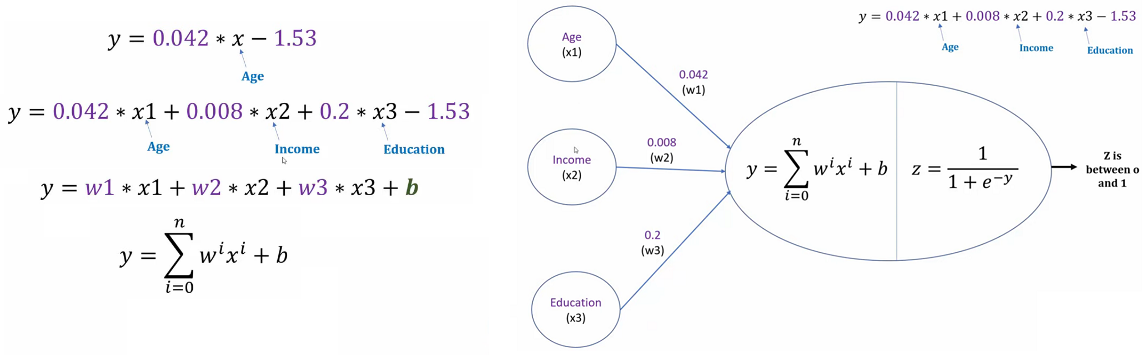 y = 0.042 * x − 1.53
Age
y = 0.042 * x1 + 0.008 * x2 + 0.2 * x3 − 1.53
Age Income Education
y = w1 * x1 + w2 * x2 + w3 * x3 + b
n
y = ∑ wⁱxⁱ + b
i=0
y = 0.042 * x1 + 0.008 * x2 + 0.2 * x3 − 1.53
Age Income Education
Age
(x1)
0.042
(w1)
Income
(x2)
0.008
(w2)
Education
(x3)
0.2
(w3)
n
y = ∑ wⁱxⁱ + b
i=0
z = 1 / 1 + e⁻ʸ
Z is
between 0
and 1